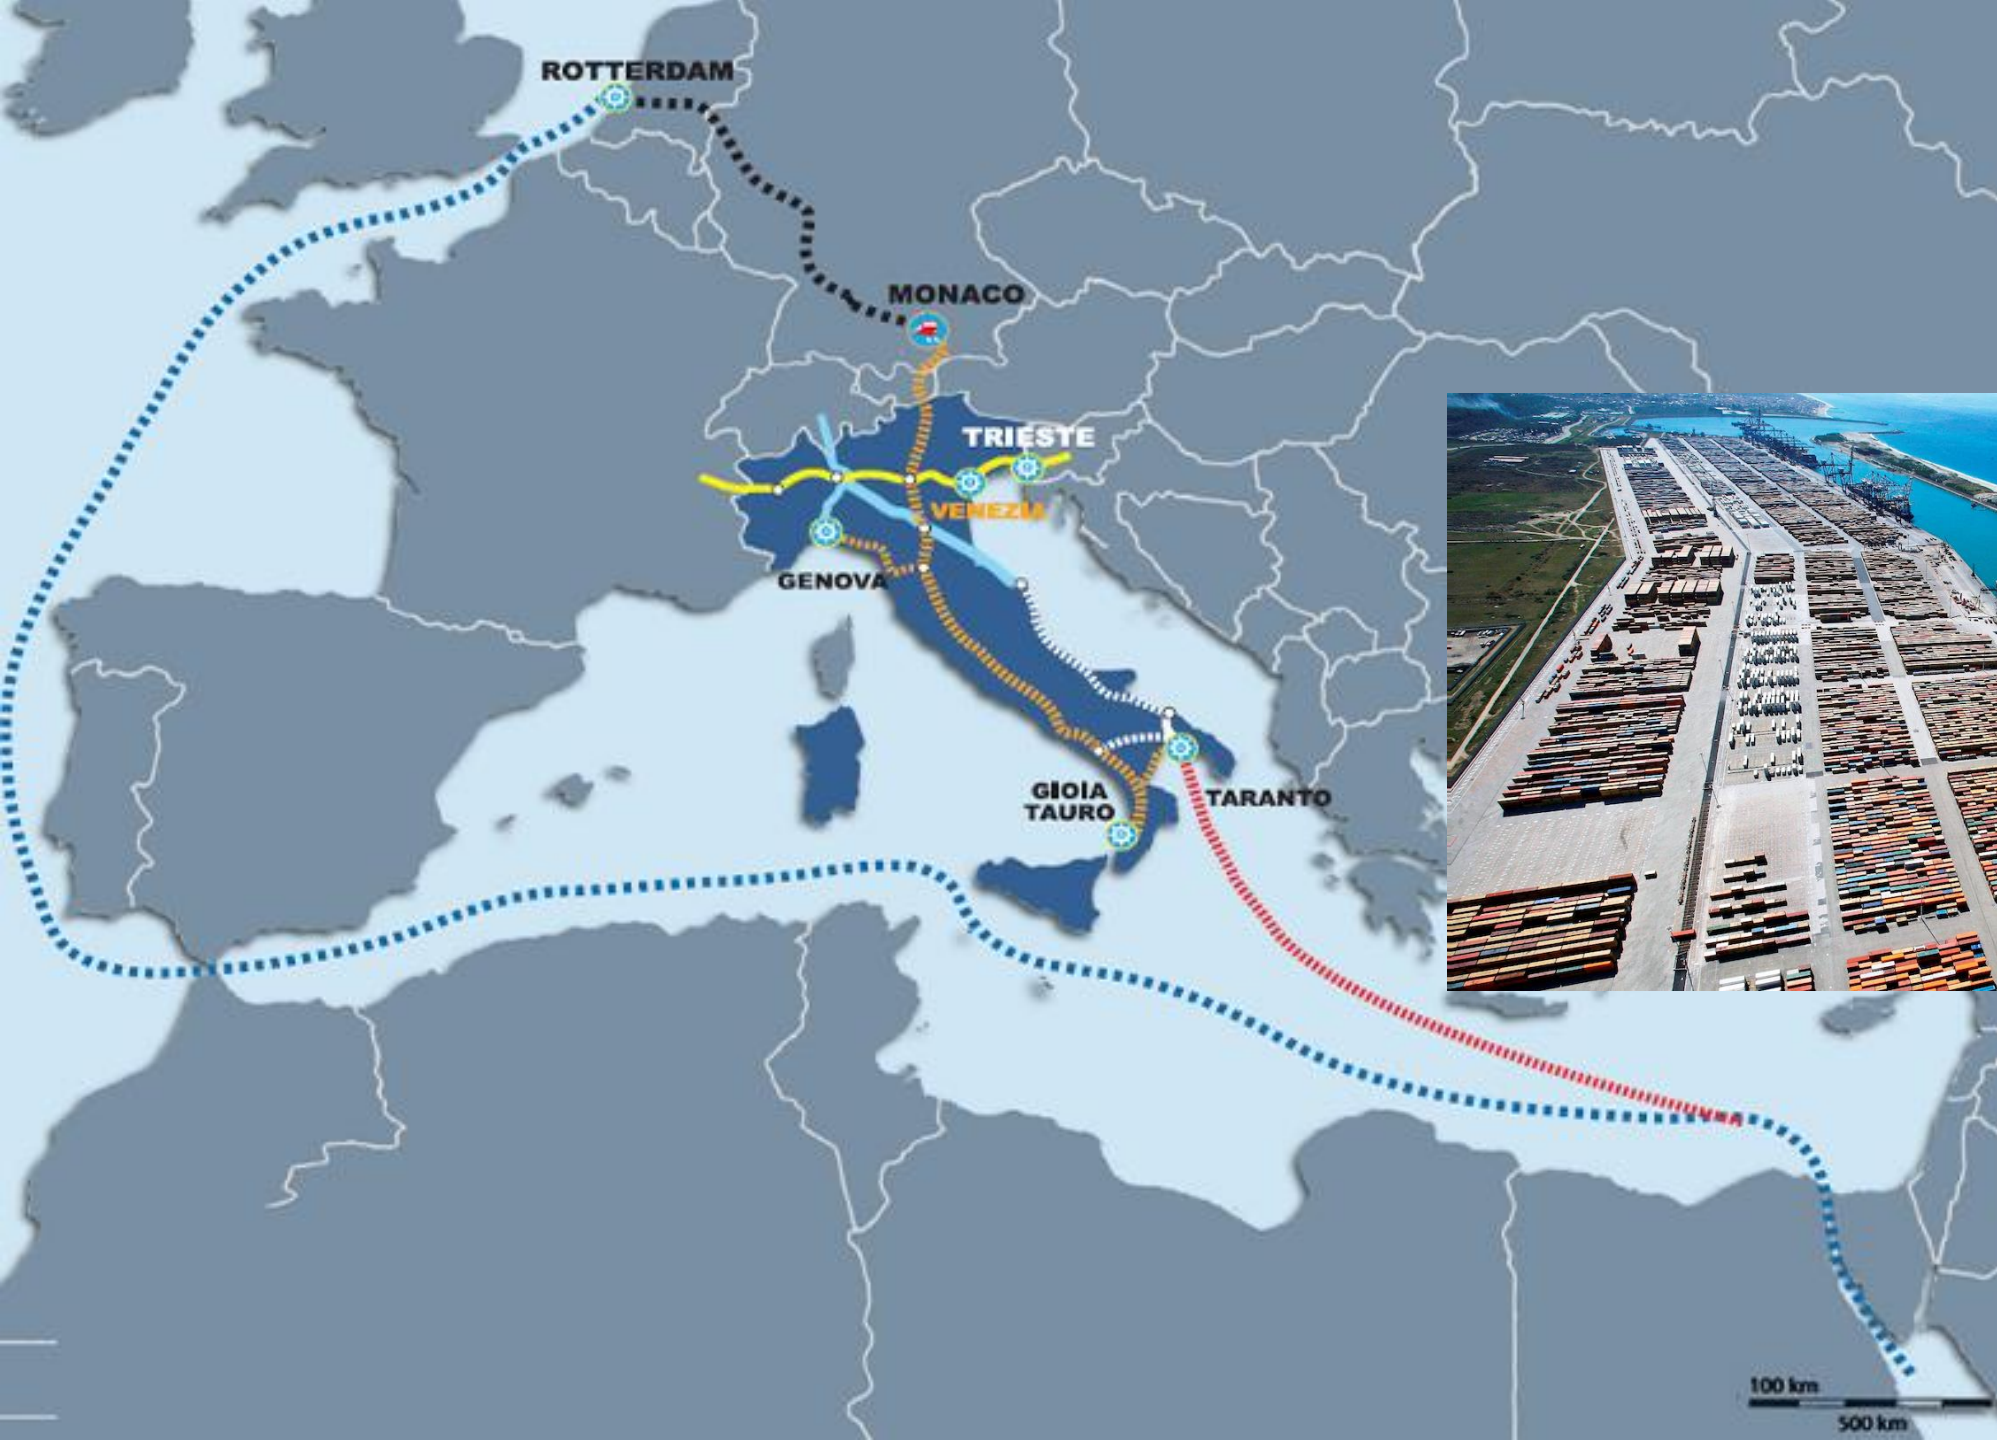 ROTTERDAM
MONACO
TRIESTE
VENEZIA
GENOVA
GIOIA
TAURO
TARANTO
100 km
500 km